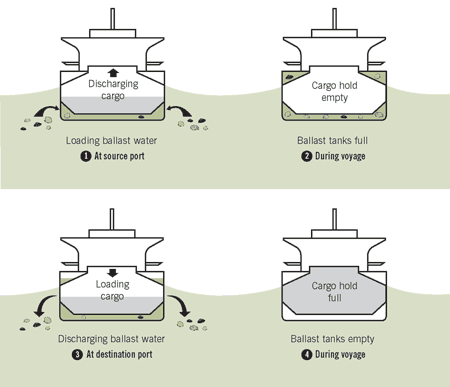 Discharging
cargo
Loading ballast water
1 At source port
Cargo hold
empty
Ballast tanks full
2 During voyage
Loading
cargo
Discharging ballast water
3 At destination port
Cargo hold
full
Ballast tanks empty
4 During voyage